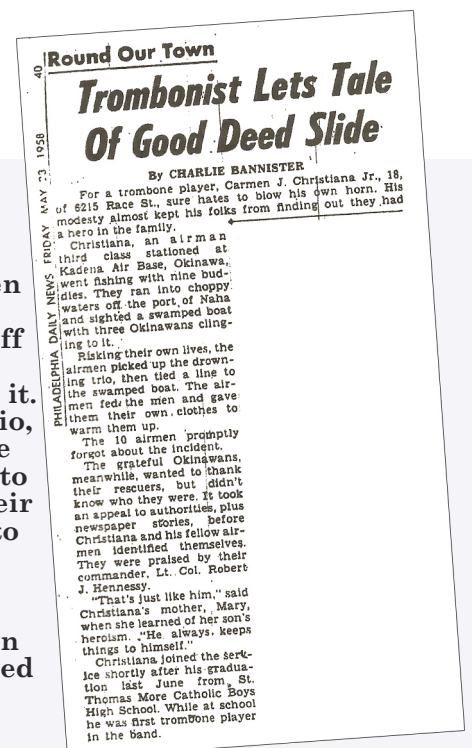 en
ff
it.
io,
e
to
eir
to
n
ed
PHILADELPHIA DAILY NEWS FRIDAY MAY 23 1958 40
Round Our Town
Trombonist Lets Tale
Of Good Deed Slide
By CHARLIE BANNISTER
For a trombone player, Carmen J. Christiana Jr., 18,
of 6215 Race St., sure hates to blow his own horn. His
modesty almost kept his folks from finding out they had
a hero in the family.
Christiana, an airman
third class stationed at
Kadena Air Base, Okinawa,
went fishing with nine bud-
dies. They ran into choppy
waters off the port of Naha
and sighted a swamped boat
with three Okinawans cling-
ing to it.
Risking their own lives, the
airmen picked up the drown-
ing trio, then tied a line to
the swamped boat. The air-
men fed the men and gave
them their own clothes to
warm them up.
The 10 airmen promptly
forgot about the incident.
The grateful Okinawans,
meanwhile, wanted to thank
their rescuers, but didn't
know who they were. It took
an appeal to authorities, plus
newspaper stories, before
Christiana and his fellow air-
men identified themselves.
They were praised by their
commander, Lt. Col. Robert
J. Hennessy.
"That's just like him," said
Christiana's mother, Mary,
when she learned of her son's
heroism. "He always keeps
things to himself."
Christiana joined the serv-
ice shortly after his gradua-
tion last June from St.
Thomas More Catholic Boys
High School. While at school
he was first trombone player
in the band.